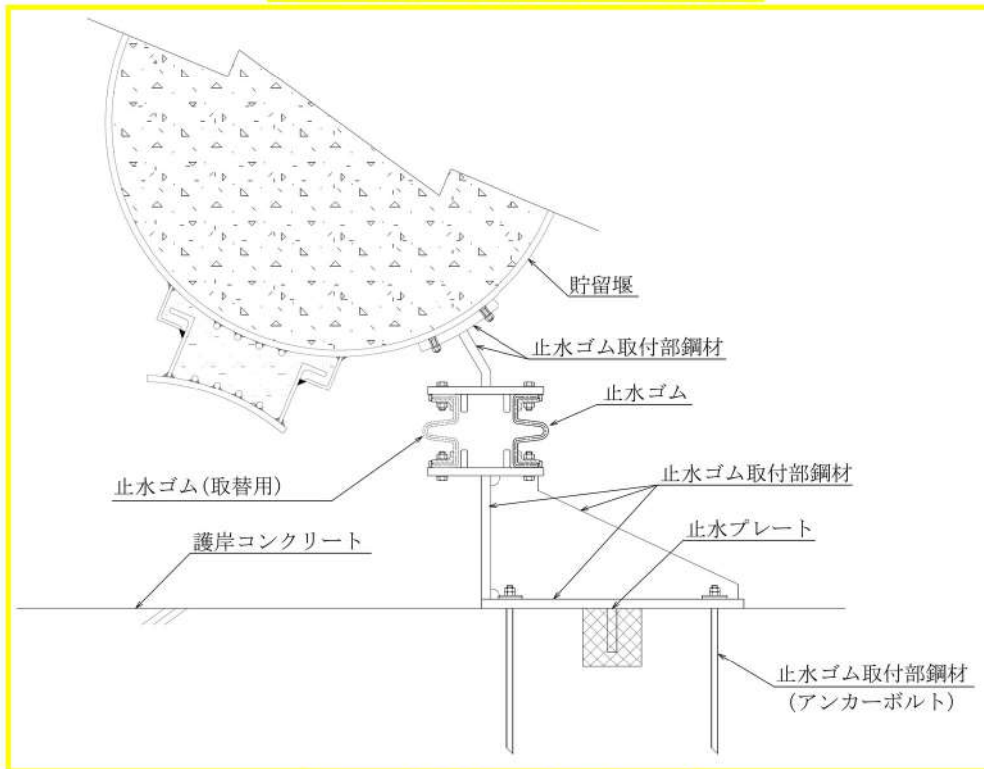 貯留堰
止水ゴム取付部鋼材
止水ゴム
止水ゴム(取替用)
止水ゴム取付部鋼材
護岸コンクリート
止水プレート
止水ゴム取付部鋼材
(アンカーボルト)